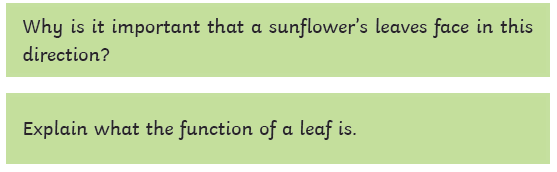 Why is it important that a sunflower's leaves face in this
direction?
Explain what the function of a leaf is.